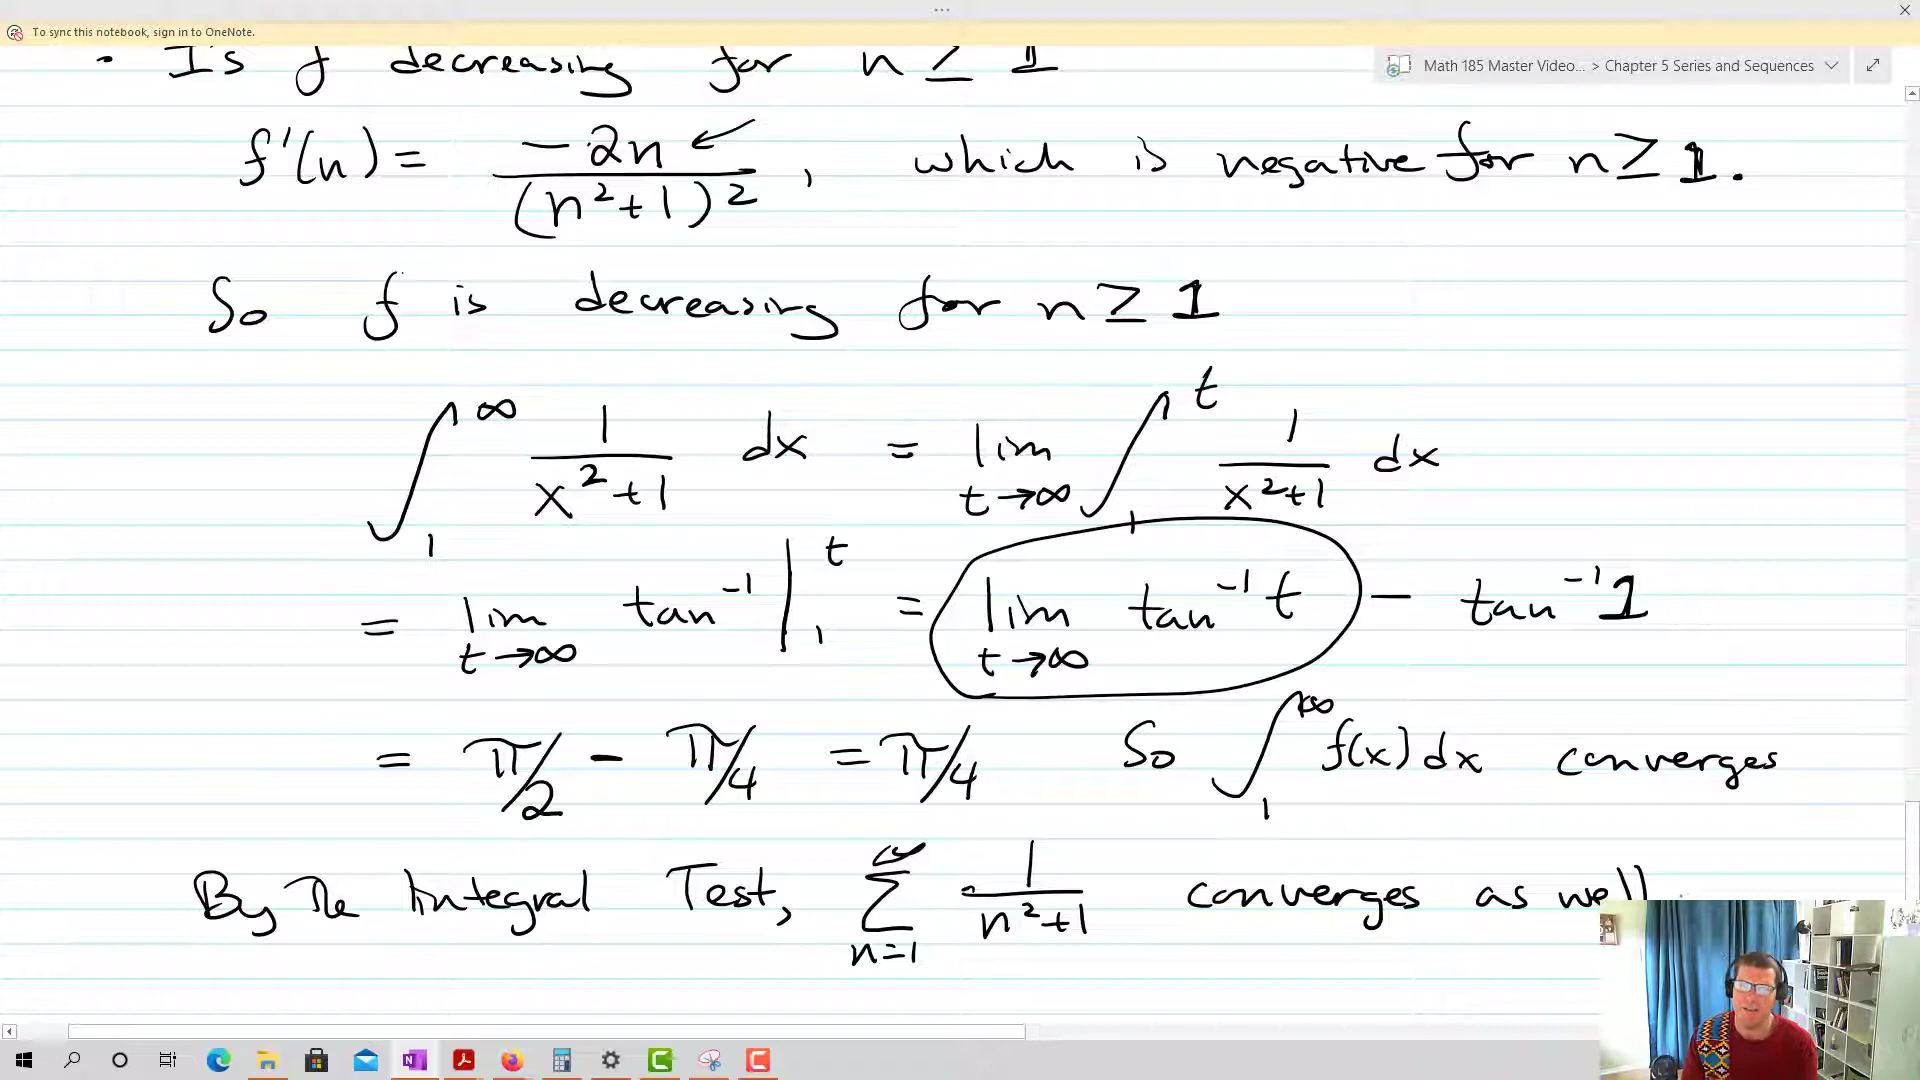 To sync this notebook, sign in to OneNote.
Math 185 Master Video... > Chapter 5 Series and Sequences
· Is f decreasing for n ≥ 1
f'(n) = -2n / (n²+1)² , which is negative for n ≥ 1.
So f is decreasing for n ≥ 1
∫₁^∞ 1/(x²+1) dx = lim t→∞ ∫₁^t 1/(x²+1) dx
= lim t→∞ tan⁻¹ |₁^t = lim t→∞ tan⁻¹ t - tan⁻¹ 1
= π/2 - π/4 = π/4 So ∫₁^∞ f(x) dx converges
By the Integral Test, ∑ n=1 ^∞ 1/(n²+1) converges as well.